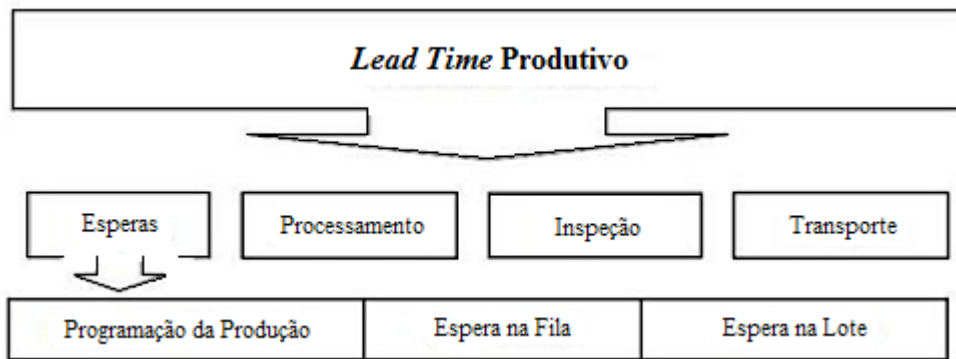 Lead Time Produtivo
Esperas
Processamento
Inspeção
Transporte
Programação da Produção
Espera na Fila
Espera na Lote